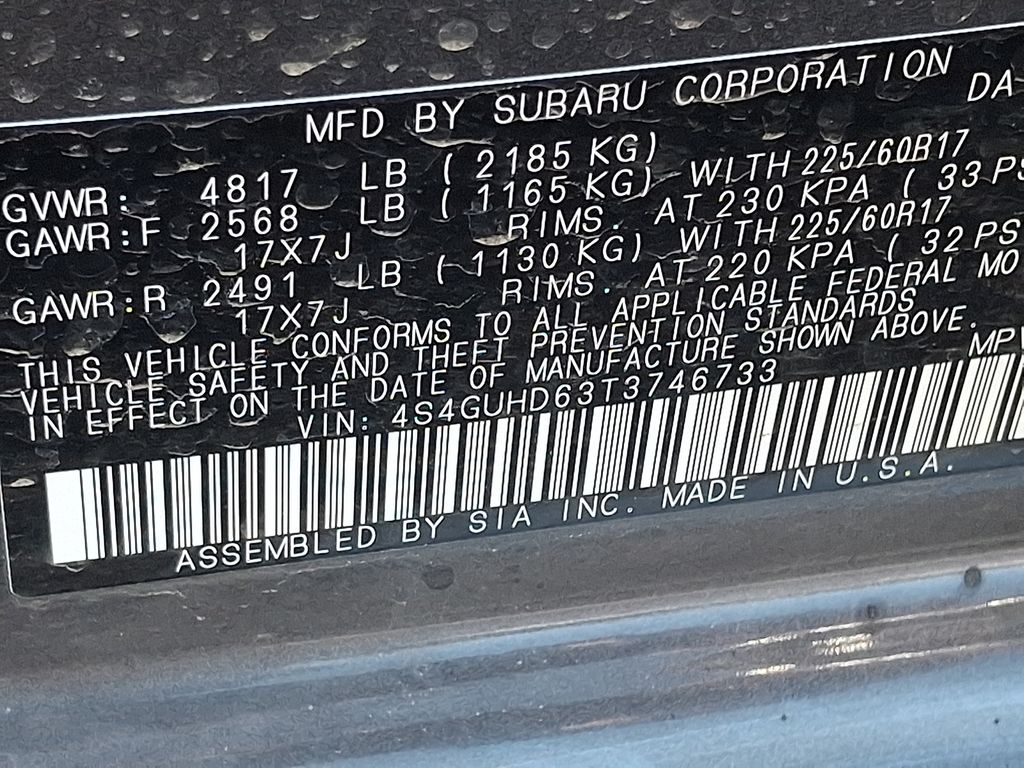 MFD BY SUBARU CORPORATION DA
GVWR: 4817 LB ( 2185 KG)
GAWR:F 2568 LB ( 1165 KG) WITH 225/60R17
17X7J RIMS. AT 230 KPA ( 33 PS
GAWR:R 2491 LB ( 1130 KG) WITH 225/60R17
17X7J RIMS. AT 220 KPA ( 32 PS
THIS VEHICLE CONFORMS TO ALL APPLICABLE FEDERAL MO
VEHICLE SAFETY AND THEFT PREVENTION STANDARDS
IN EFFECT ON THE DATE OF MANUFACTURE SHOWN ABOVE.
VIN: 4S4GUHD63T3746733 MPV
ASSEMBLED BY SIA INC. MADE IN U.S.A.